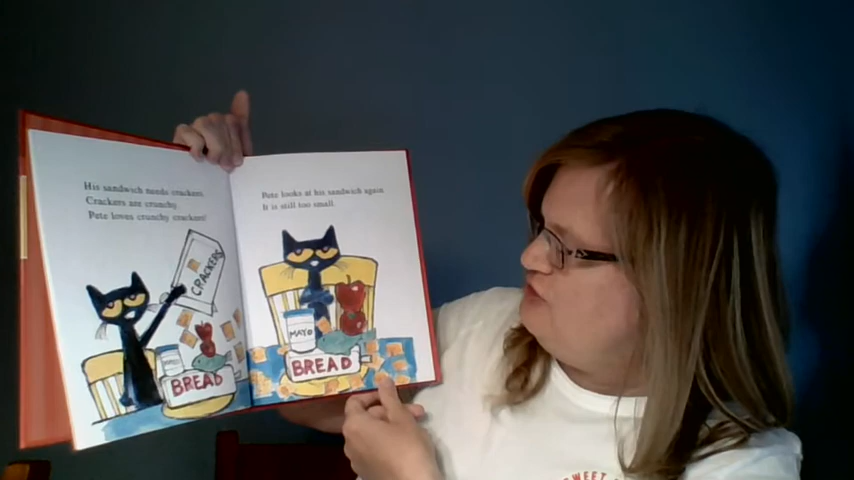 His sandwich needs crackers.
Crackers are crunchy.
Pete loves crunchy crackers!
CRACKERS
BREAD
Pete looks at his sandwich again
It is still too small.
MAYO
BREAD
SWEET